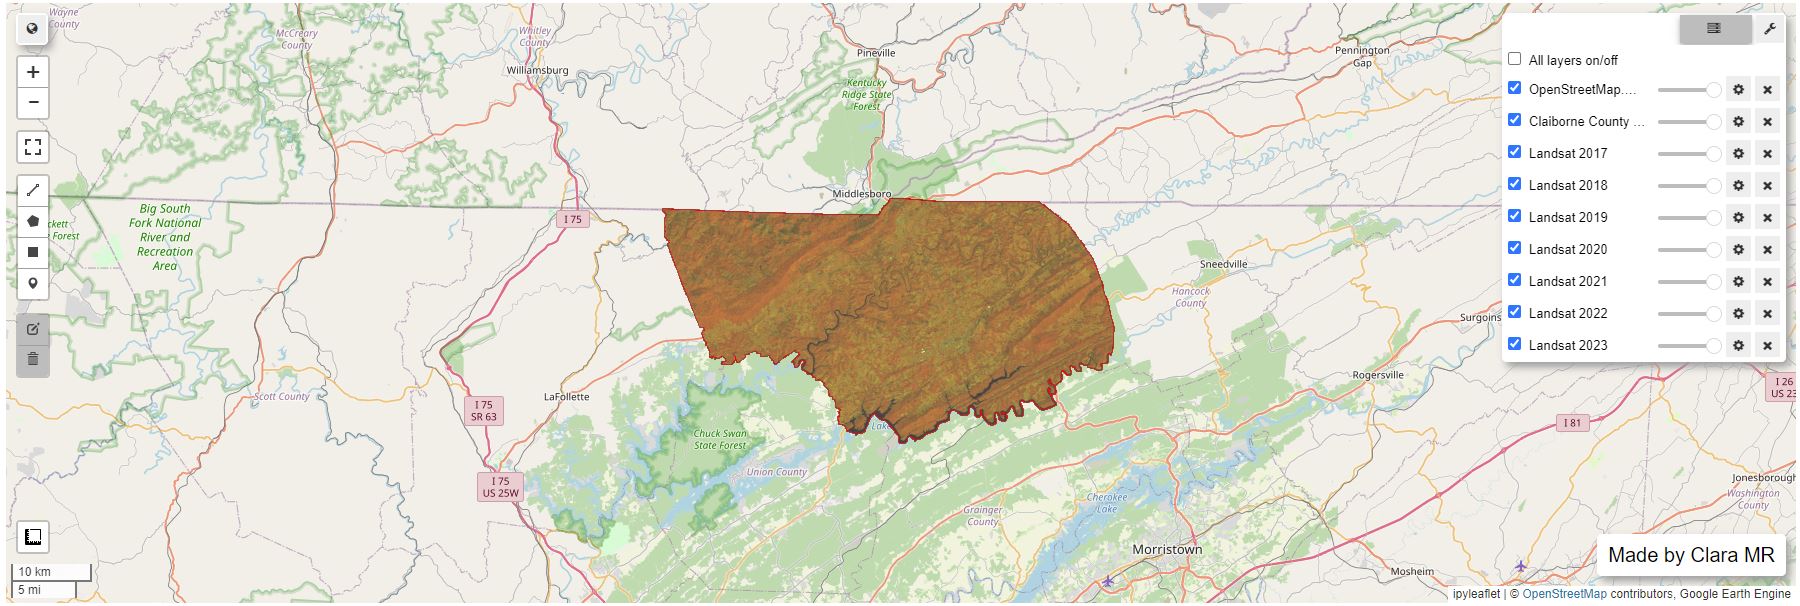 Wayne
County
McCreary
County
Whitley
County
Williamsburg
Pineville
Kentucky
Ridge State
Forest
Pennington
Gap
Middlesboro
Big South
Fork National
River and
Recreation
Area
ckett
e Forest
I 75
Sneedville
Hancock
County
Surgoins
Scott County
LaFollette
I 75
SR 63
Chuck Swan
State Forest
Lake
Union County
I 75
US 25W
Rogersville
I 26
US 23
I 81
Cherokee
Lake
Grainger
County
Jonesborough
Washington
County
Morristown
Mosheim
+
−
10 km
5 mi
All layers on/off
OpenStreetMap....
Claiborne County ...
Landsat 2017
Landsat 2018
Landsat 2019
Landsat 2020
Landsat 2021
Landsat 2022
Landsat 2023
Made by Clara MR
ipyleaflet | © OpenStreetMap contributors, Google Earth Engine